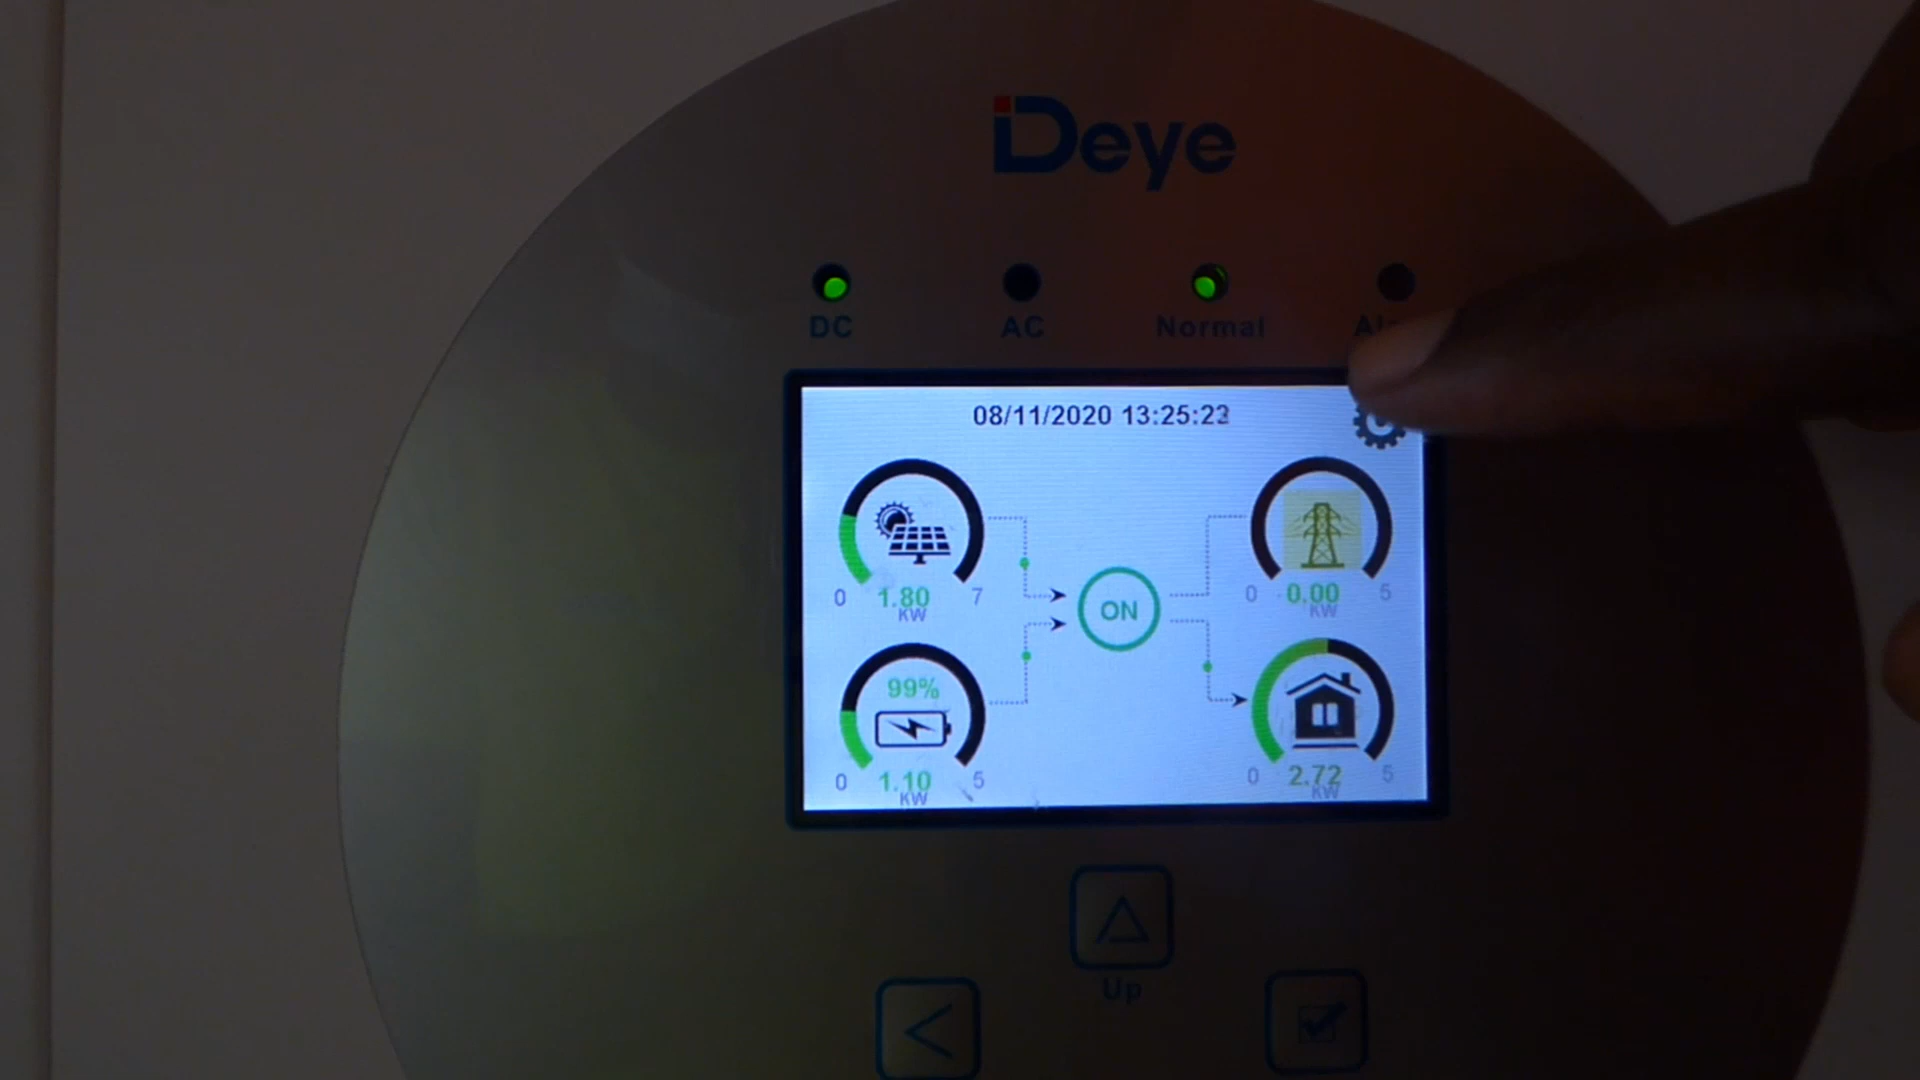 Deye
DC AC Normal
08/11/2020 13:25:23
0 1.80 7
KW
0 0.00 5
KW
ON
99%
0 1.10 5
KW
0 2.72 5
KW
Up